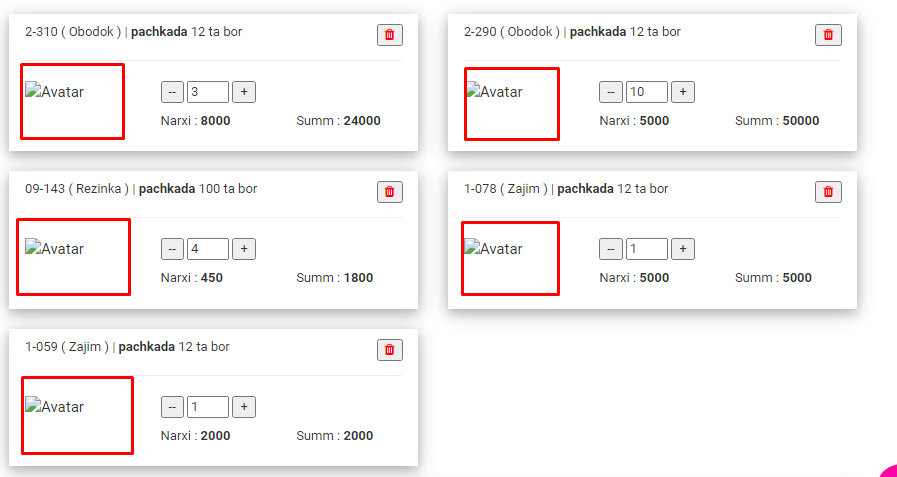 2-310 ( Obodok ) | pachkada 12 ta bor
Avatar
-- 3 +
Narxi : 8000 Summ : 24000
2-290 ( Obodok ) | pachkada 12 ta bor
Avatar
-- 10 +
Narxi : 5000 Summ : 50000
09-143 ( Rezinka ) | pachkada 100 ta bor
Avatar
-- 4 +
Narxi : 450 Summ : 1800
1-078 ( Zajim ) | pachkada 12 ta bor
Avatar
-- 1 +
Narxi : 5000 Summ : 5000
1-059 ( Zajim ) | pachkada 12 ta bor
Avatar
-- 1 +
Narxi : 2000 Summ : 2000